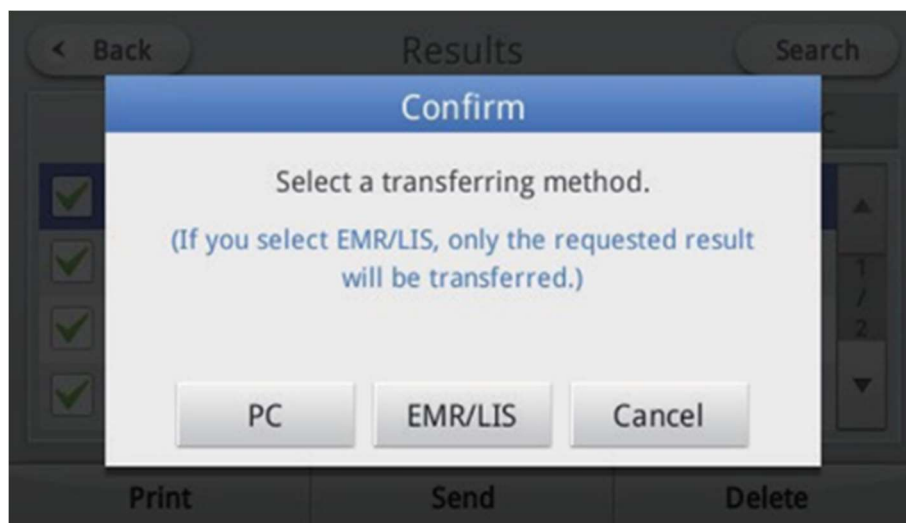 Back
Results
Search
Confirm
C
Select a transferring method.
(If you select EMR/LIS, only the requested result
will be transferred.)
1
/
2
PC
EMR/LIS
Cancel
Print
Send
Delete